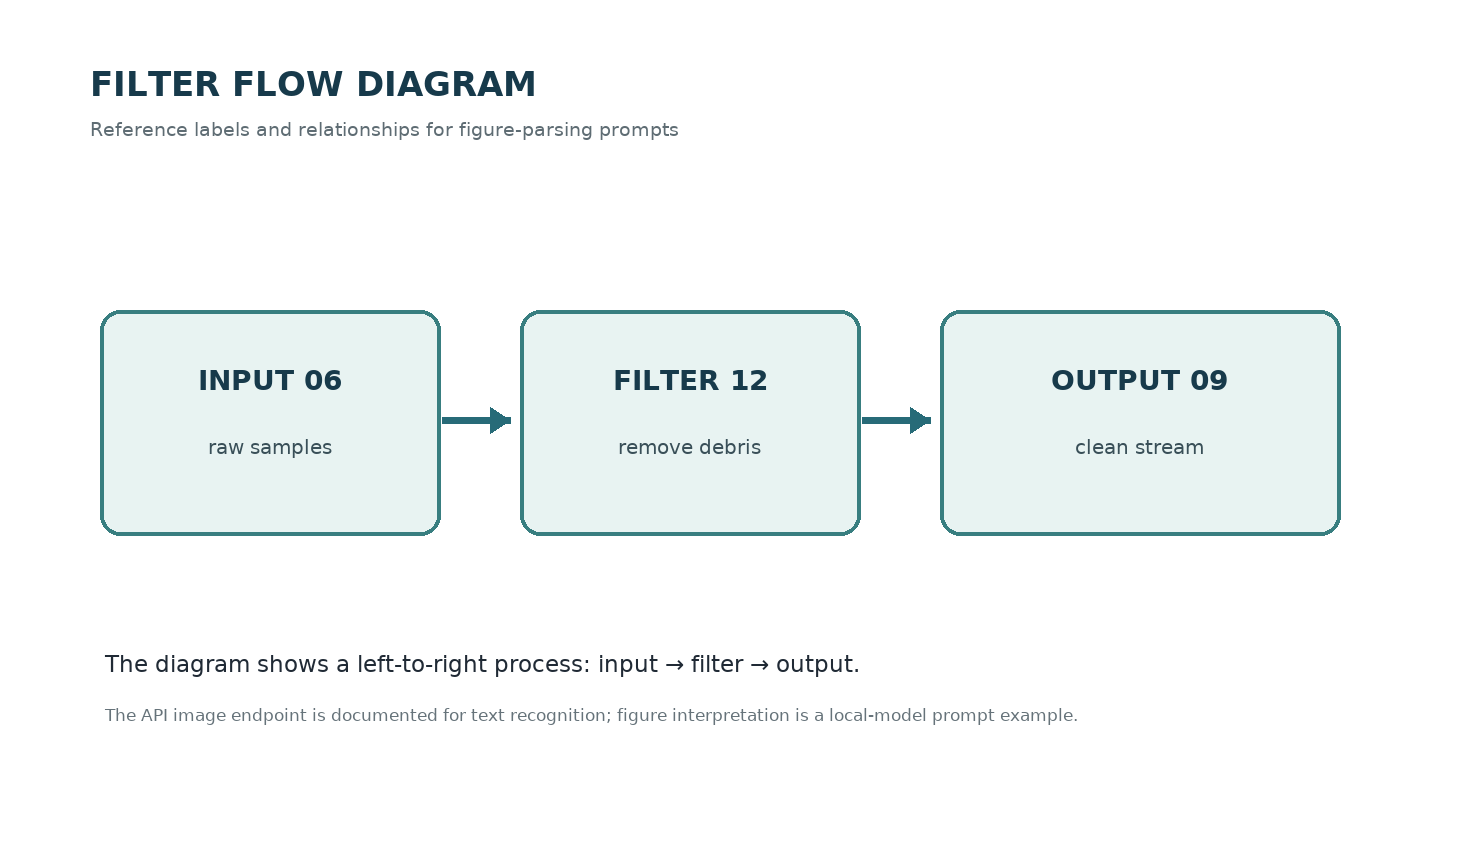 FILTER FLOW DIAGRAM
Reference labels and relationships for figure-parsing prompts
INPUT 06
raw samples
FILTER 12
remove debris
OUTPUT 09
clean stream
The diagram shows a left-to-right process: input → filter → output.
The API image endpoint is documented for text recognition; figure interpretation is a local-model prompt example.